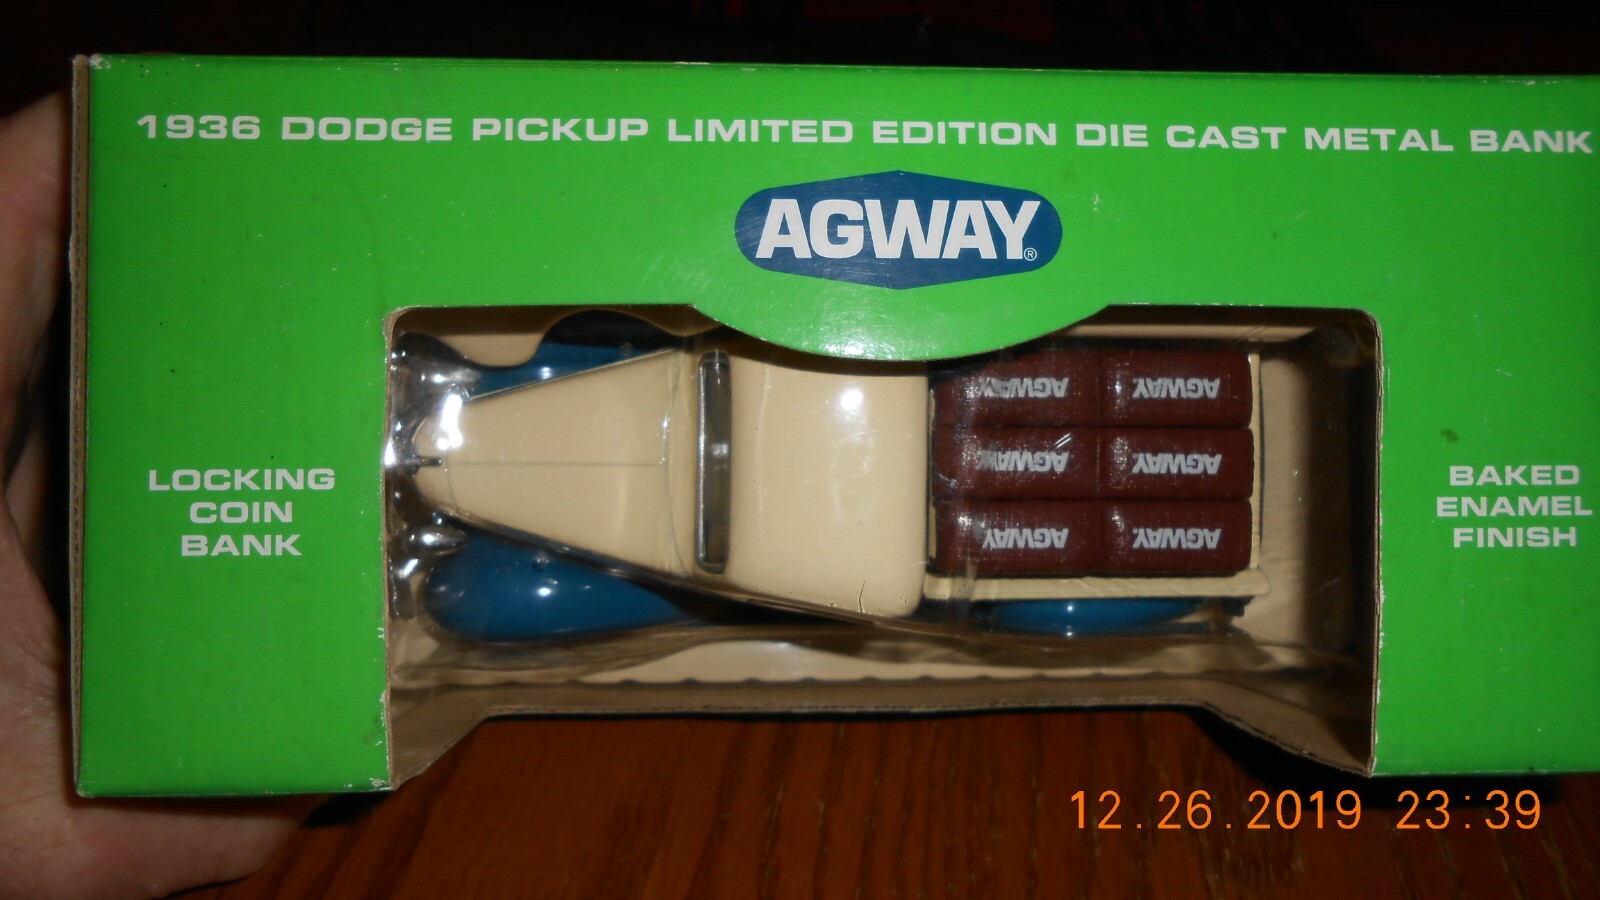 1936 DODGE PICKUP LIMITED EDITION DIE CAST METAL BANK
AGWAY®
AGWAY AGWAY
AGWAY AGWAY
AGWAY AGWAY
LOCKING
COIN
BANK
BAKED
ENAMEL
FINISH
12.26.2019 23:39